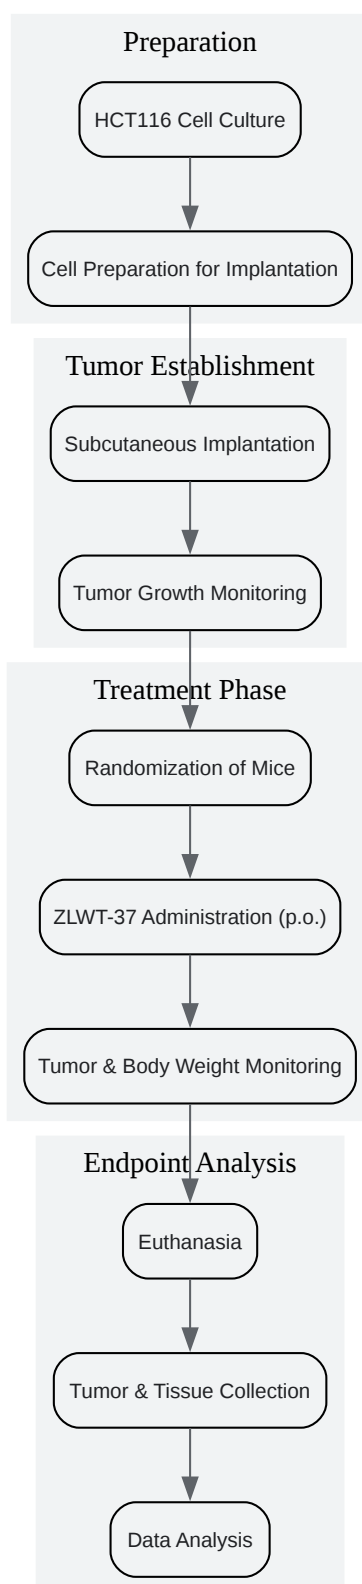 Preparation
HCT116 Cell Culture
Cell Preparation for Implantation
Tumor Establishment
Subcutaneous Implantation
Tumor Growth Monitoring
Treatment Phase
Randomization of Mice
ZLWT-37 Administration (p.o.)
Tumor & Body Weight Monitoring
Endpoint Analysis
Euthanasia
Tumor & Tissue Collection
Data Analysis